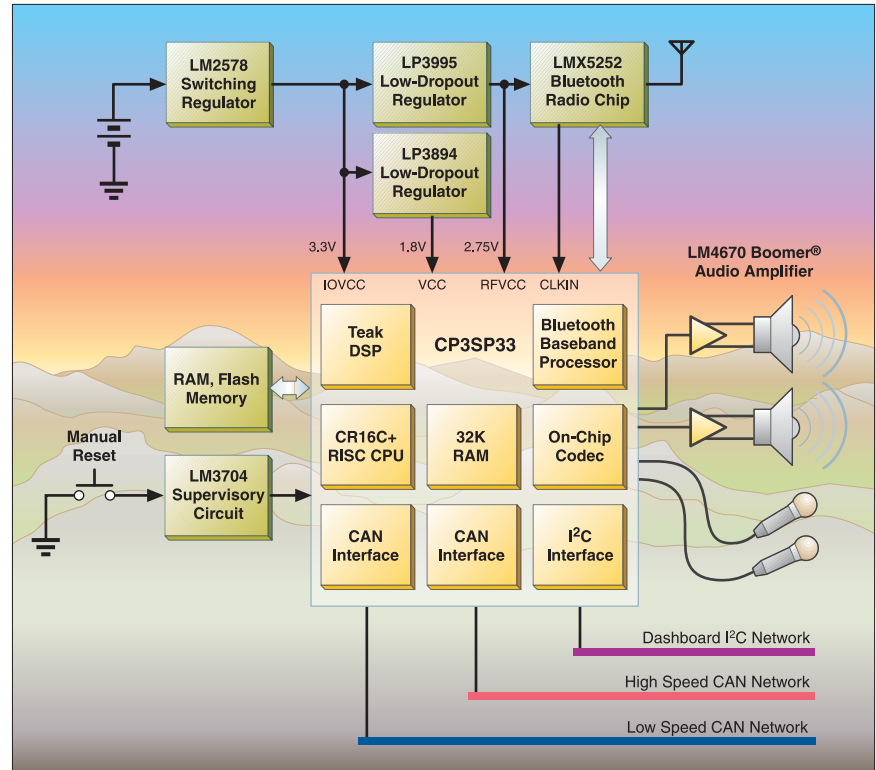 LM2578
Switching
Regulator
LP3995
Low-Dropout
Regulator
LMX5252
Bluetooth
Radio Chip
LP3894
Low-Dropout
Regulator
3.3V
1.8V
2.75V
IOVCC
VCC
RFVCC
CLKIN
LM4670 Boomer®
Audio Amplifier
Teak
DSP
CP3SP33
Bluetooth
Baseband
Processor
RAM, Flash
Memory
Manual
Reset
LM3704
Supervisory
Circuit
CR16C+
RISC CPU
32K
RAM
On-Chip
Codec
CAN
Interface
CAN
Interface
I²C
Interface
Dashboard I²C Network
High Speed CAN Network
Low Speed CAN Network